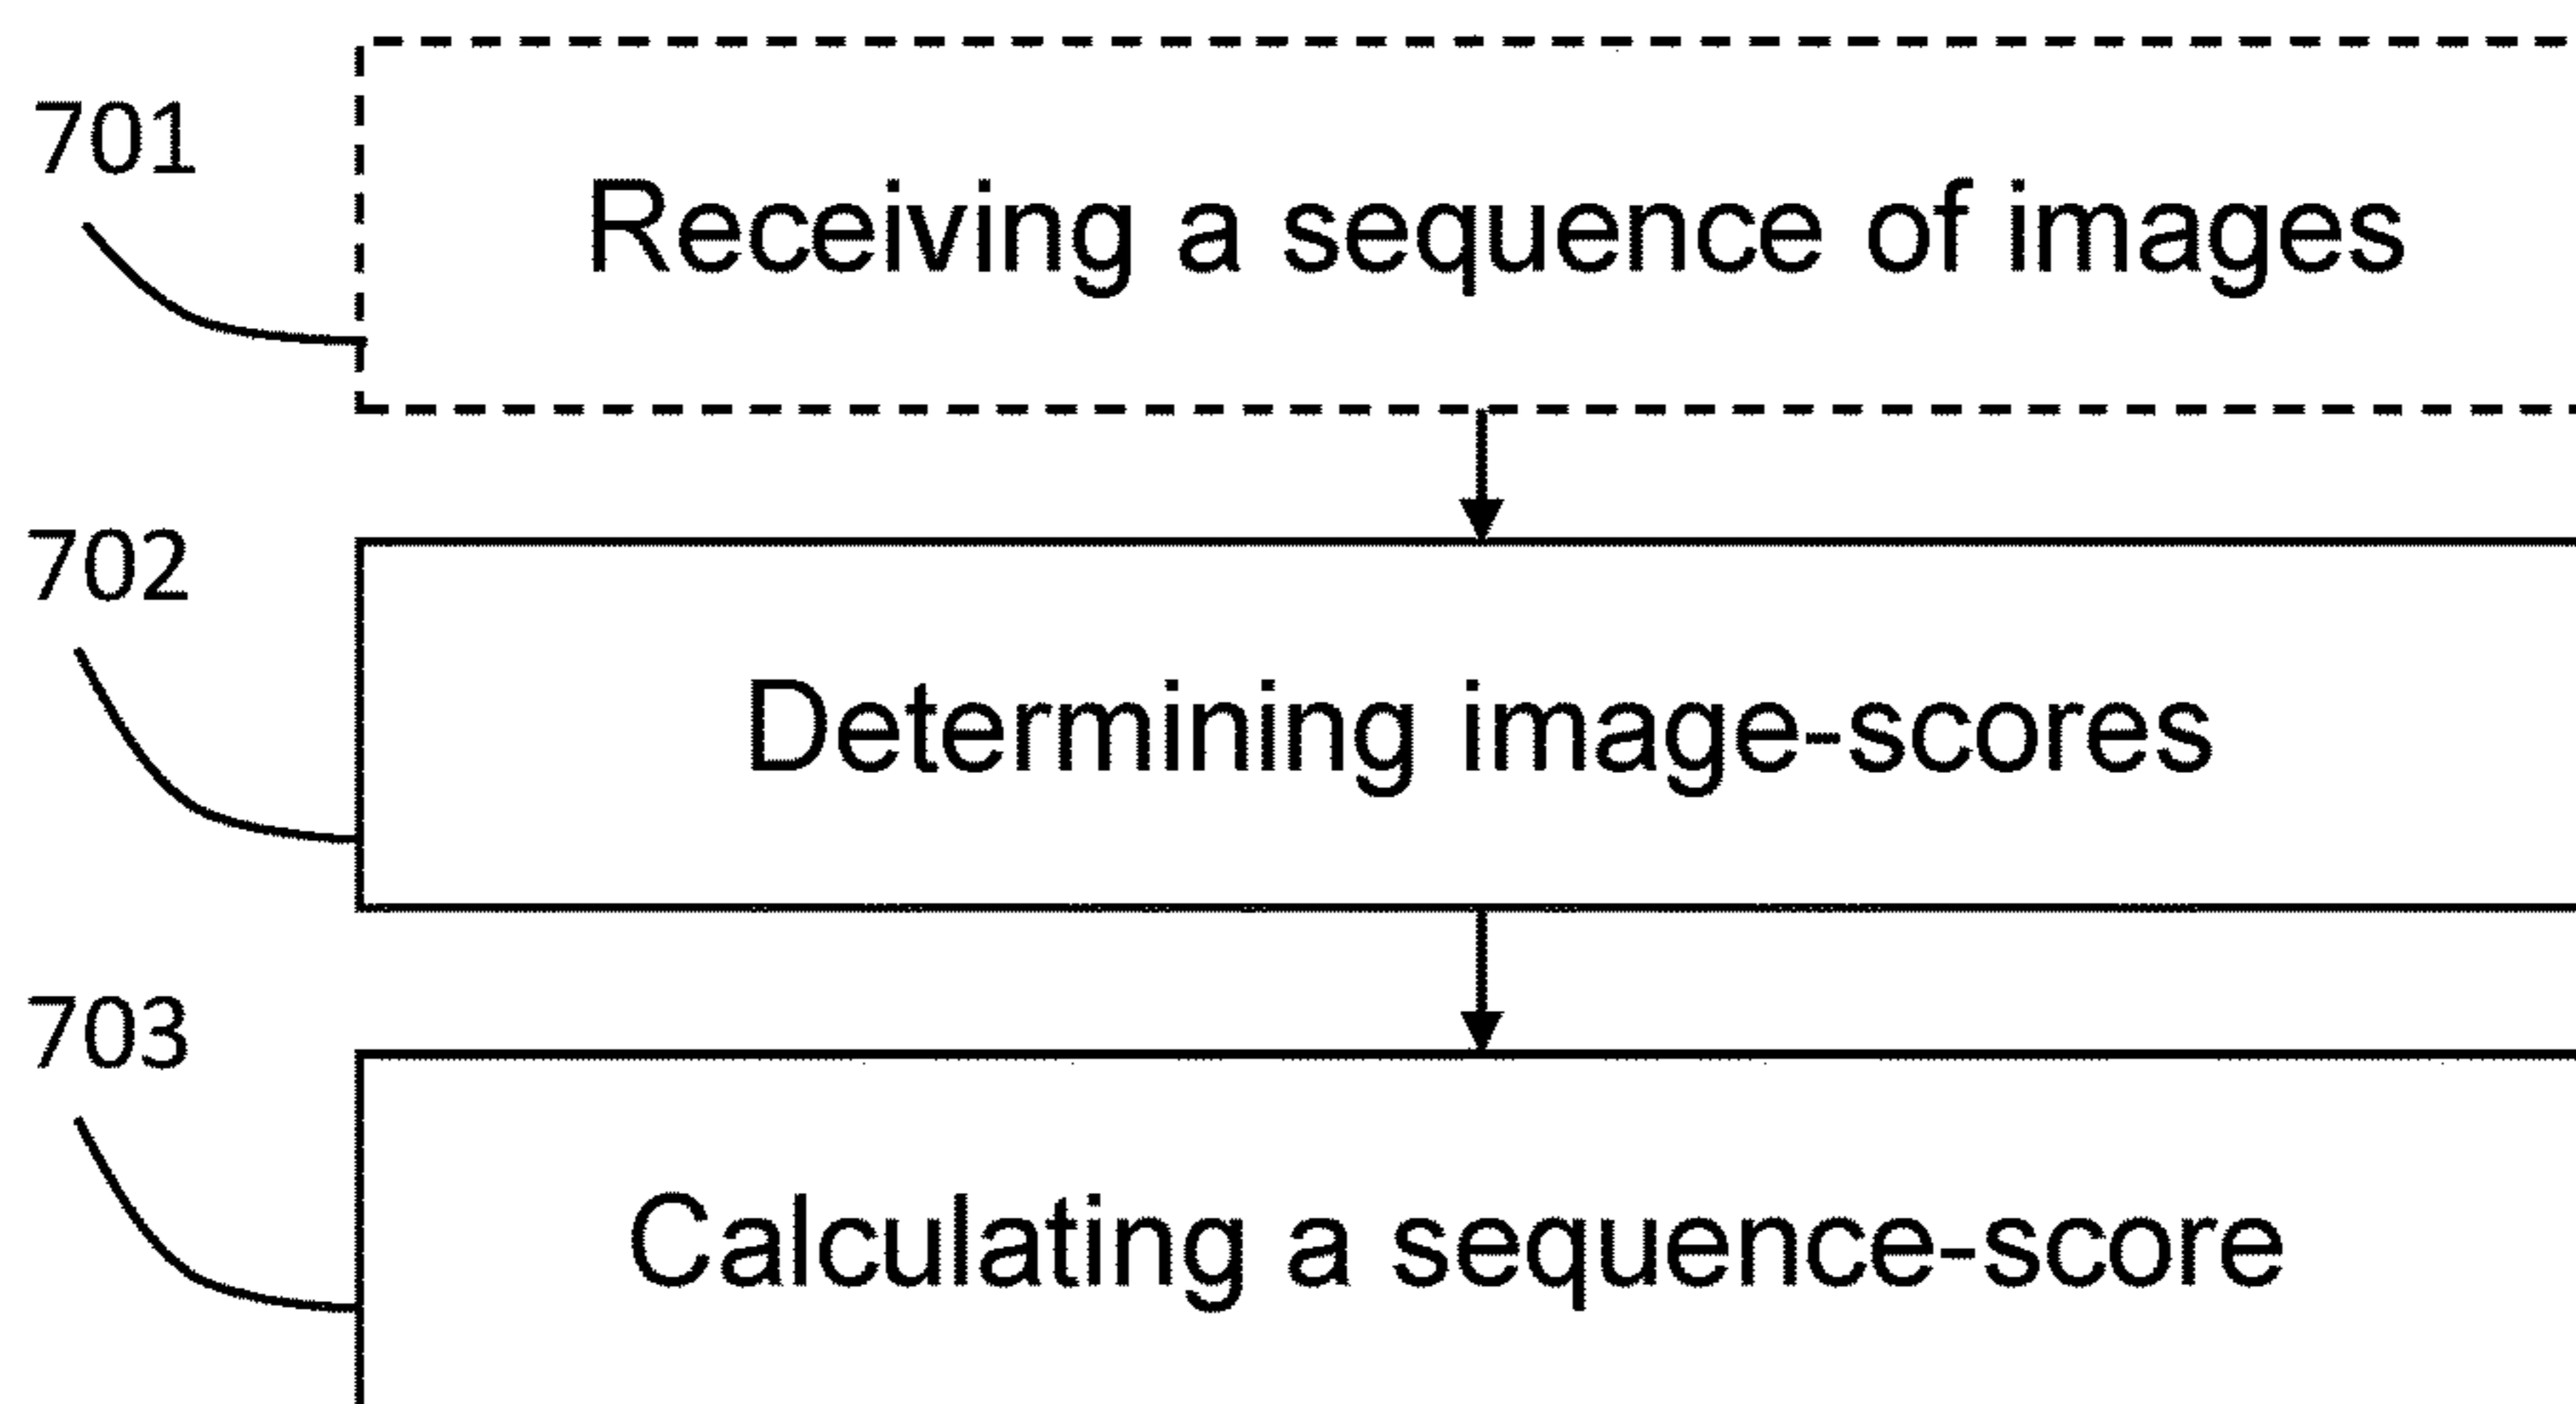 701
Receiving a sequence of images
702
Determining image-scores
703
Calculating a sequence-score